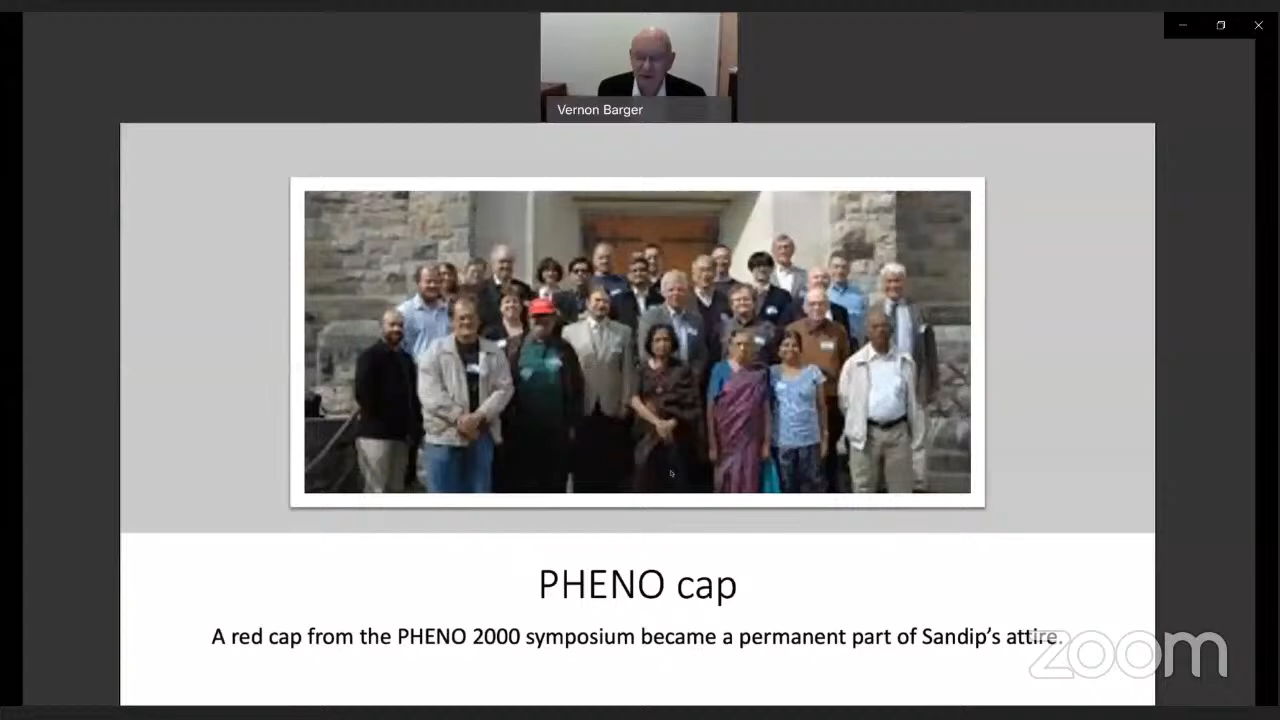 Vernon Barger
PHENO cap
A red cap from the PHENO 2000 symposium became a permanent part of Sandip's attire.
zoom